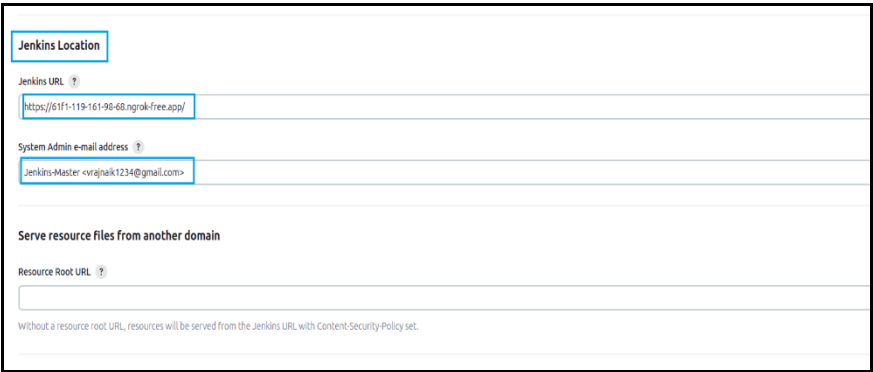 Jenkins Location
Jenkins URL ?
https://61f1-119-161-98-68.ngrok-free.app/
System Admin e-mail address ?
Jenkins-Master <vrajnaik1234@gmail.com>
Serve resource files from another domain
Resource Root URL ?
Without a resource root URL, resources will be served from the Jenkins URL with Content-Security-Policy set.